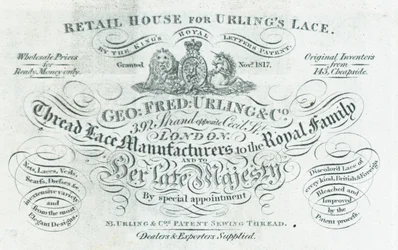 RETAIL HOUSE FOR URLING'S LACE.
BY THE KING'S ROYAL LETTERS PATENT.
Wholesale Prices
for
Ready Money only.
Granted Novr. 1817.
Original Inventors
from
145, Cheapside.
GEO: FRED: URLING & Co.
392, Strand opposite Cecil St.
LONDON.
Thread Lace Manufacturers to the Royal Family
AND TO
Her Late Majesty
By special appointment
Nets, Laces, Veils,
Scarfs, Dresses, &c.
in extensive variety
and from the most
Elegant Designs.
Discolor'd Lace of
every kind, British & Foreign
Bleached and
Improved
by the
Patent process.
URLING & Cos. PATENT SEWING THREAD.
Dealers & Exporters Supplied.